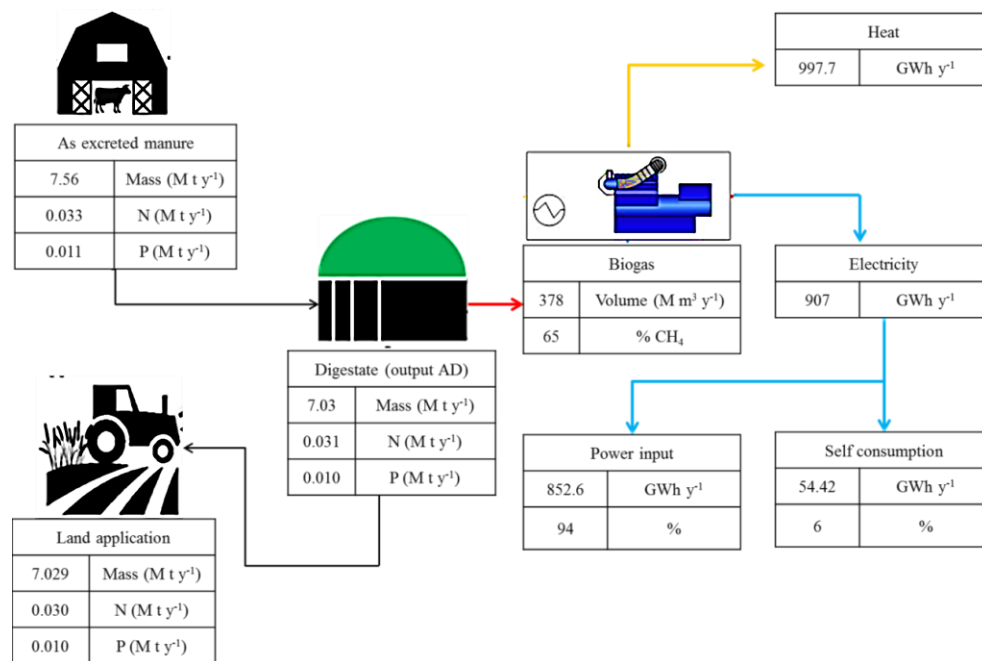 Heat
997.7 GWh y⁻¹
As excreted manure
7.56 Mass (M t y⁻¹)
0.033 N (M t y⁻¹)
0.011 P (M t y⁻¹)
Biogas
378 Volume (M m³ y⁻¹)
65 % CH₄
Electricity
907 GWh y⁻¹
Digestate (output AD)
7.03 Mass (M t y⁻¹)
0.031 N (M t y⁻¹)
0.010 P (M t y⁻¹)
Power input
852.6 GWh y⁻¹
94 %
Self consumption
54.42 GWh y⁻¹
6 %
Land application
7.029 Mass (M t y⁻¹)
0.030 N (M t y⁻¹)
0.010 P (M t y⁻¹)